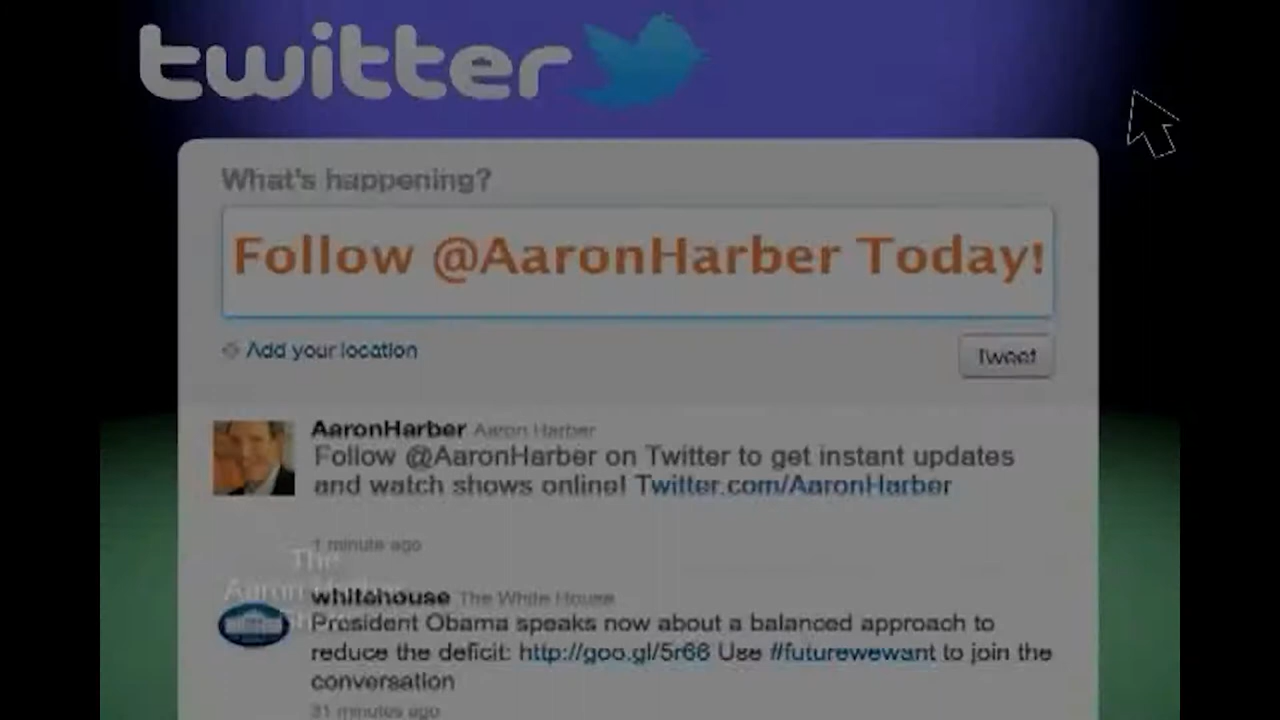 twitter
What's happening?
Follow @AaronHarber Today!
Add your location
Tweet
AaronHarber Aaron Harber
Follow @AaronHarber on Twitter to get instant updates
and watch shows online! Twitter.com/AaronHarber
1 minute ago
The
Aaron Harber
whitehouse The White House
President Obama speaks now about a balanced approach to
reduce the deficit: http://goo.gl/5r66 Use #futurewewant to join the
conversation
31 minutes ago